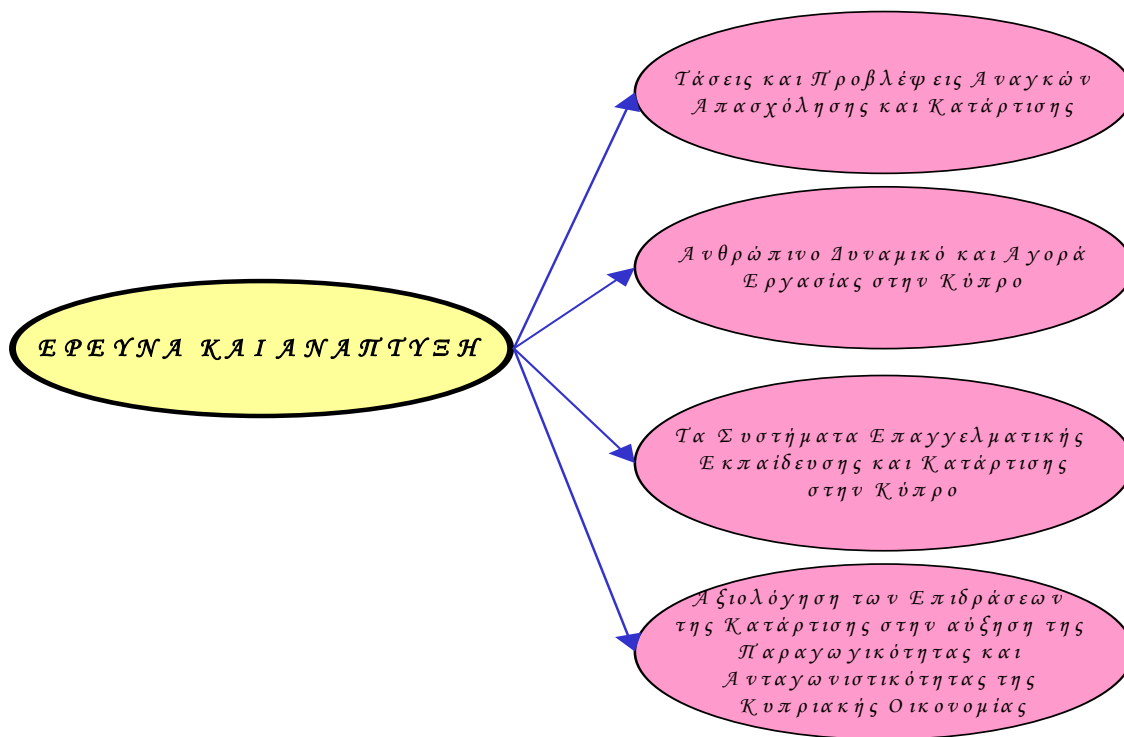 ΕΡΕΥΝΑ ΚΑΙ ΑΝΑΠΤΥΞΗ
Τάσεις και Προβλέψεις Αναγκών
Απασχόλησης και Κατάρτισης
Ανθρώπινο Δυναμικό και Αγορά
Εργασίας στην Κύπρο
Τα Συστήματα Επαγγελματικής
Εκπαίδευσης και Κατάρτισης
στην Κύπρο
Αξιολόγηση των Επιδράσεων
της Κατάρτισης στην αύξηση της
Παραγωγικότητας και
Ανταγωνιστικότητας της
Κυπριακής Οικονομίας